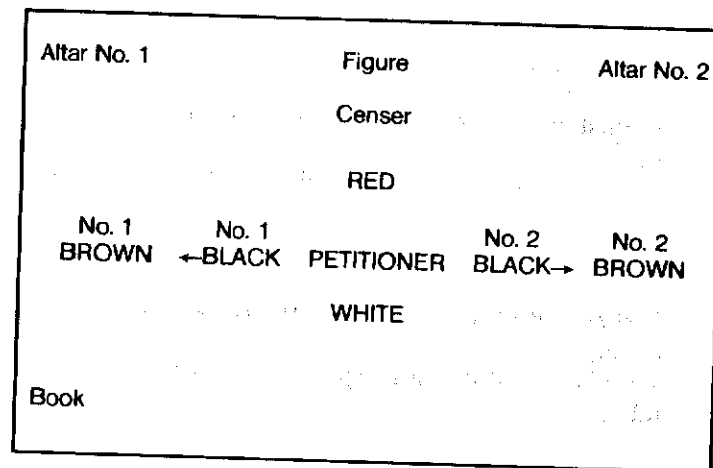 Altar No. 1 Figure Altar No. 2
Censer
RED
No. 1 No. 1 No. 2 No. 2
BROWN ←BLACK PETITIONER BLACK→ BROWN
WHITE
Book